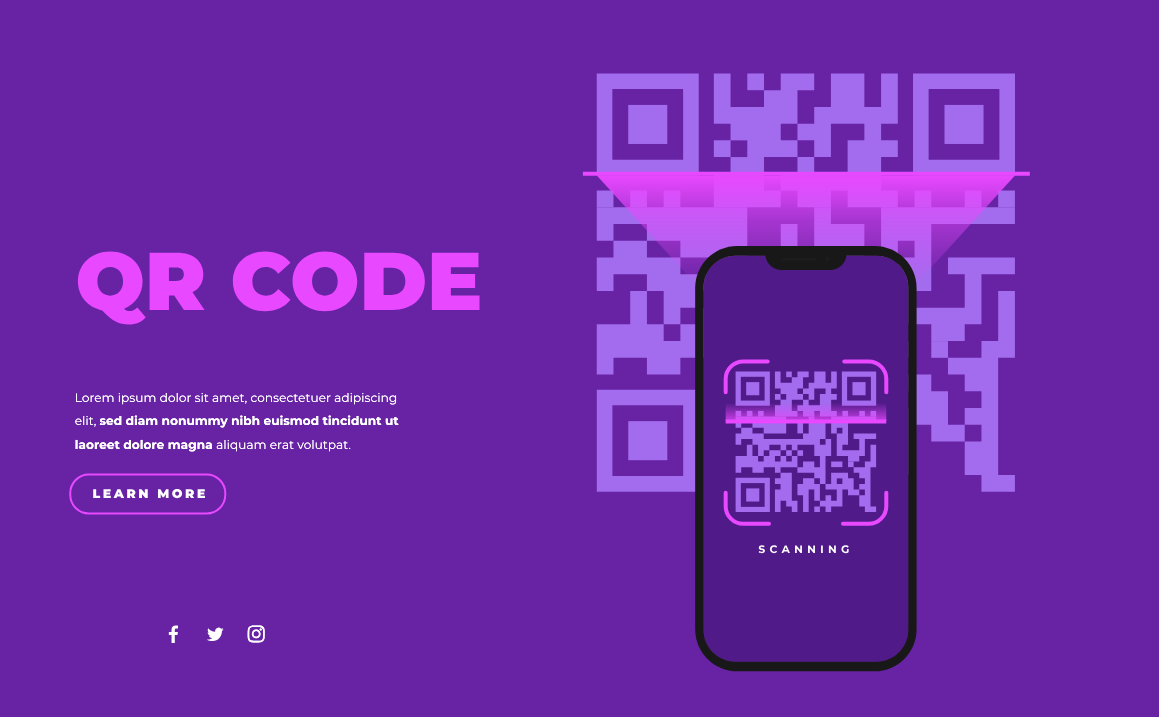 QR CODE
Lorem ipsum dolor sit amet, consectetuer adipiscing
elit, sed diam nonummy nibh euismod tincidunt ut
laoreet dolore magna aliquam erat volutpat.
LEARN MORE
SCANNING